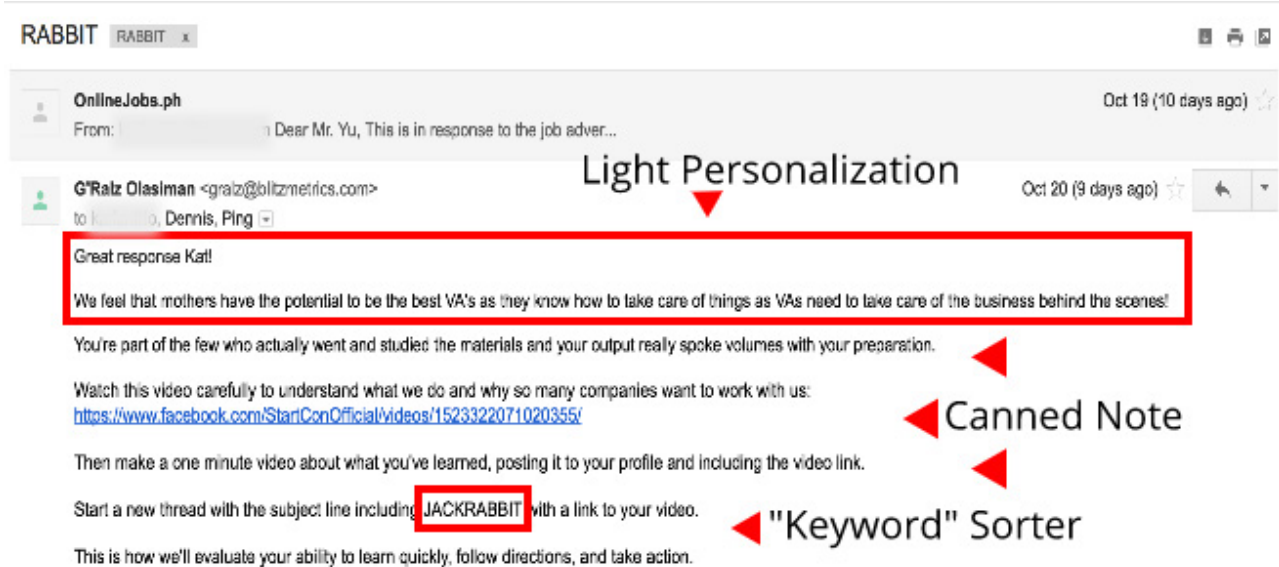 RABBIT RABBIT x
OnlineJobs.ph Oct 19 (10 days ago)
From: Dear Mr. Yu, This is in response to the job adver...
Light Personalization
G'Ralz Olasiman <gralz@blitzmetrics.com> Oct 20 (9 days ago)
to Dennis, Ping
Great response Kat!
We feel that mothers have the potential to be the best VA's as they know how to take care of things as VAs need to take care of the business behind the scenes!
You're part of the few who actually went and studied the materials and your output really spoke volumes with your preparation.
Watch this video carefully to understand what we do and why so many companies want to work with us:
https://www.facebook.com/StartConOfficial/videos/1523322071020355/
Canned Note
Then make a one minute video about what you've learned, posting it to your profile and including the video link.
Start a new thread with the subject line including JACKRABBIT with a link to your video.
"Keyword" Sorter
This is how we'll evaluate your ability to learn quickly, follow directions, and take action.